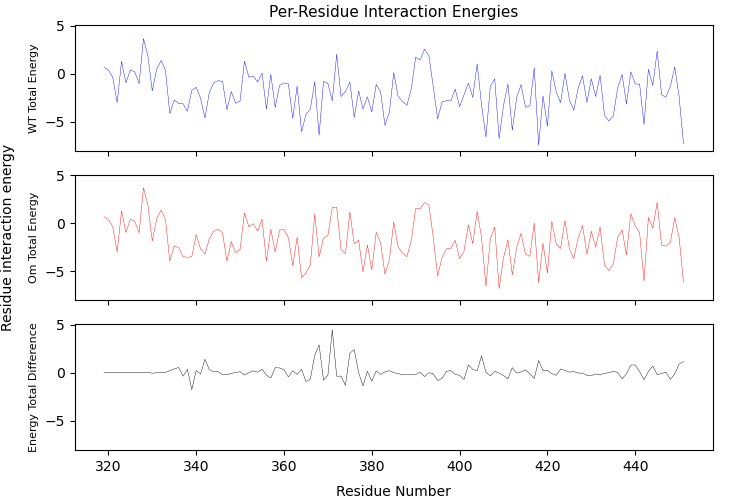 Per-Residue Interaction Energies
Residue interaction energy
WT Total Energy
5
0
−5
Om Total Energy
5
0
−5
Energy Total Difference
5
0
−5
320 340 360 380 400 420 440
Residue Number